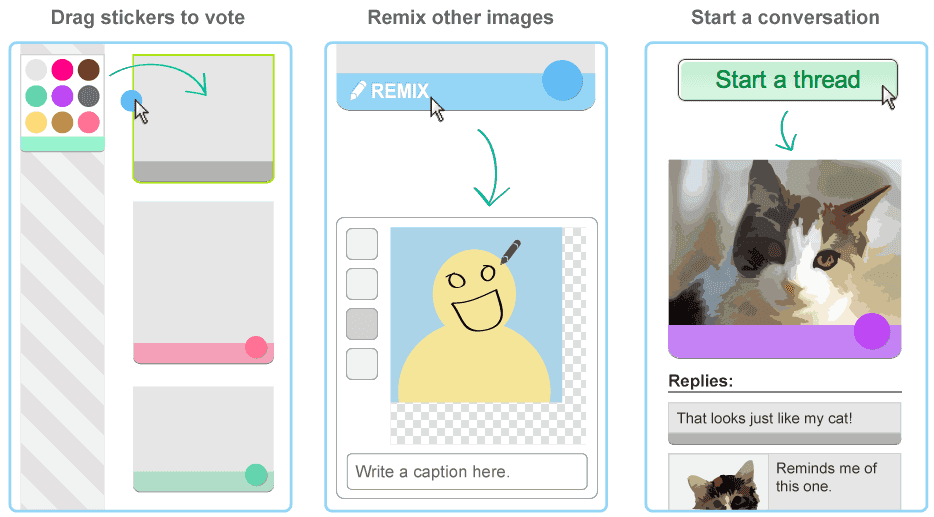 Drag stickers to vote
Remix other images
REMIX
Write a caption here.
Start a conversation
Start a thread
Replies:
That looks just like my cat!
Reminds me of
this one.